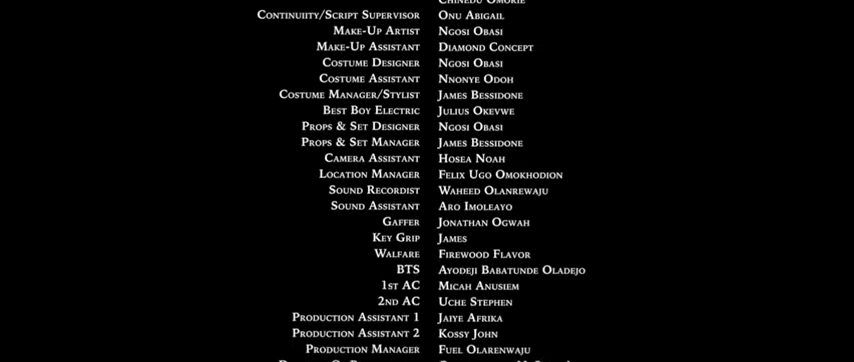 Chinedu Omorie
Continuiity/Script Supervisor Onu Abigail
Make-Up Artist Ngosi Obasi
Make-Up Assistant Diamond Concept
Costume Designer Ngosi Obasi
Costume Assistant Nnonye Odoh
Costume Manager/Stylist James Bessidone
Best Boy Electric Julius Okevwe
Props & Set Designer Ngosi Obasi
Props & Set Manager James Bessidone
Camera Assistant Hosea Noah
Location Manager Felix Ugo Omokhodion
Sound Recordist Waheed Olanrewaju
Sound Assistant Aro Imoleayo
Gaffer Jonathan Ogwah
Key Grip James
Walfare Firewood Flavor
BTS Ayodeji Babatunde Oladejo
1st AC Micah Anusiem
2nd AC Uche Stephen
Production Assistant 1 Jaiye Afrika
Production Assistant 2 Kossy John
Production Manager Fuel Olarenwaju